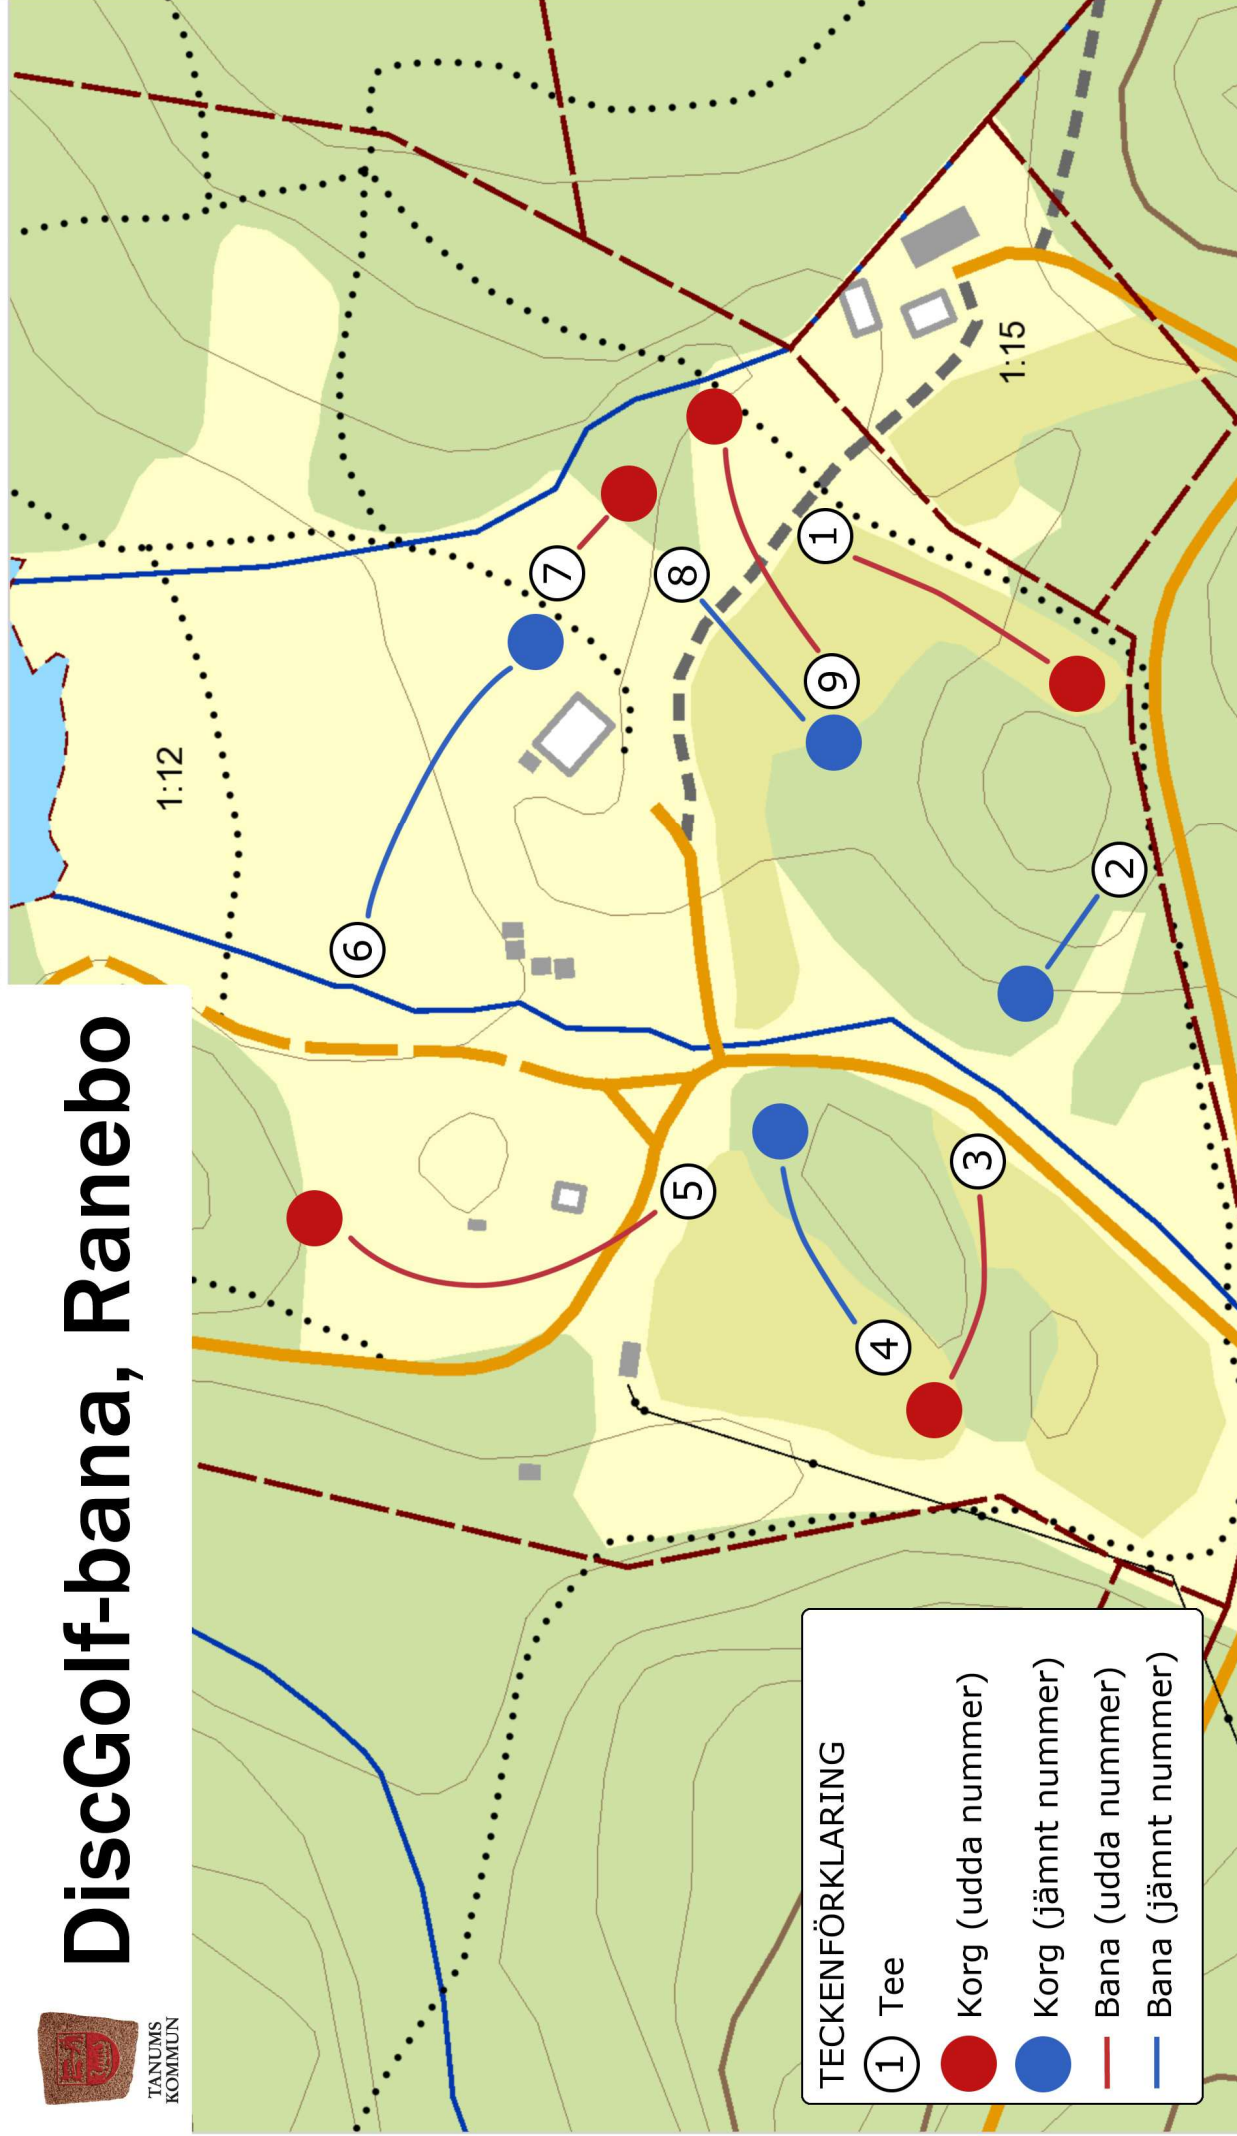 TANUMS
KOMMUN
DiscGolf-bana, Ranebo
1:12
6
7
5
8
1:15
1
9
4
3
2
TECKENFÖRKLARING
1 Tee
Korg (udda nummer)
Korg (jämnt nummer)
Bana (udda nummer)
Bana (jämnt nummer)